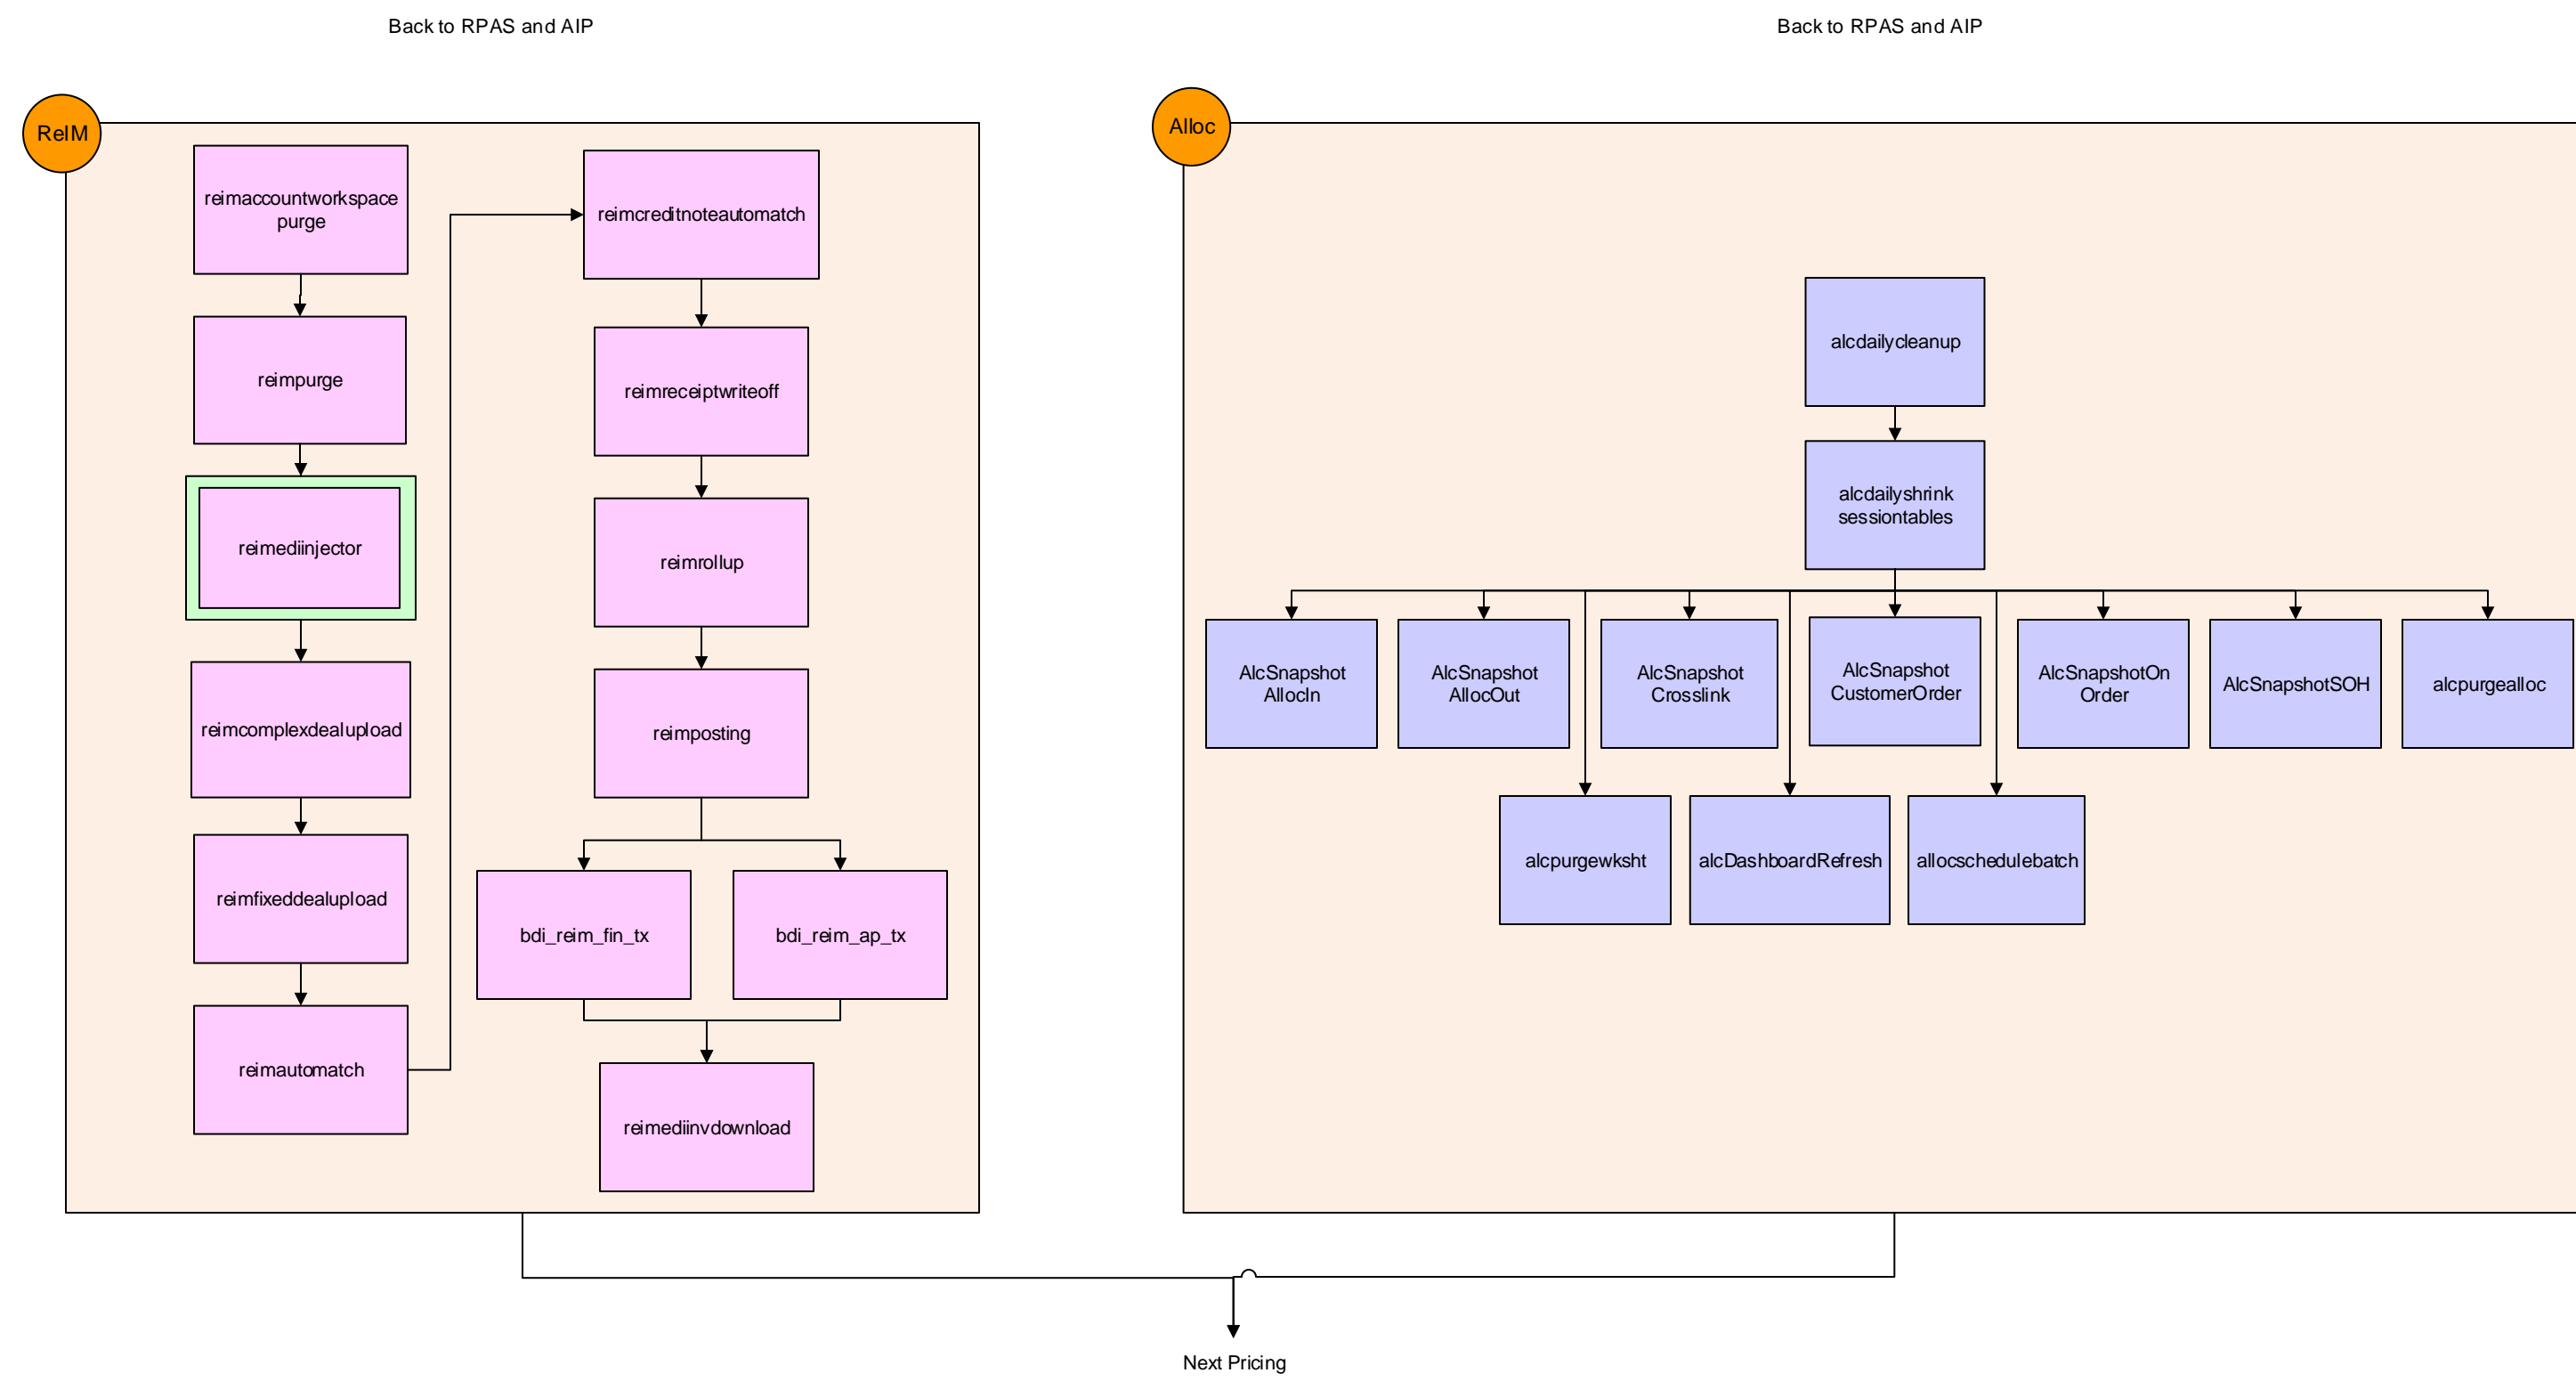 Back to RPAS and AIP
Back to RPAS and AIP
ReIM
reimaccountworkspace
purge
reimpurge
reimediinjector
reimcomplexdealupload
reimfixeddealupload
reimautomatch
reimcreditnoteautomatch
reimreceiptwriteoff
reimrollup
reimposting
bdi_reim_fin_tx
bdi_reim_ap_tx
reimediinvdownload
Alloc
alcdailycleanup
alcdailyshrink
sessiontables
AlcSnapshot
AllocIn
AlcSnapshot
AllocOut
AlcSnapshot
Crosslink
AlcSnapshot
CustomerOrder
AlcSnapshotOn
Order
AlcSnapshotSOH
alcpurgealloc
alcpurgewksht
alcDashboardRefresh
allocschedulebatch
Next Pricing